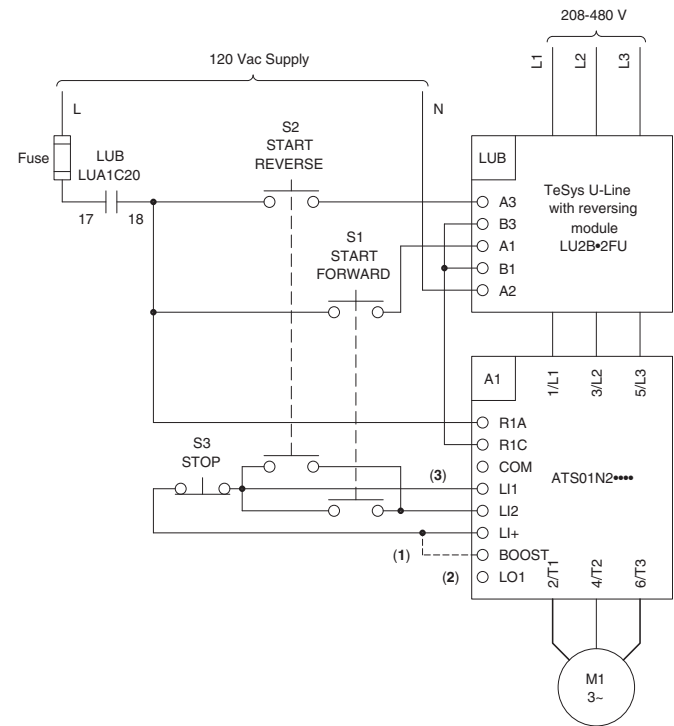 208-480 V
L1
L2
L3
120 Vac Supply
L
N
Fuse
LUB
LUA1C20
17
18
S2
START
REVERSE
S1
START
FORWARD
LUB
TeSys U-Line
with reversing
module
LU2B•2FU
A3
B3
A1
B1
A2
A1
1/L1
3/L2
5/L3
R1A
R1C
COM
LI1
LI2
LI+
BOOST
LO1
ATS01N2••••
S3
STOP
(3)
(1)
(2)
2/T1
4/T2
6/T3
M1
3~